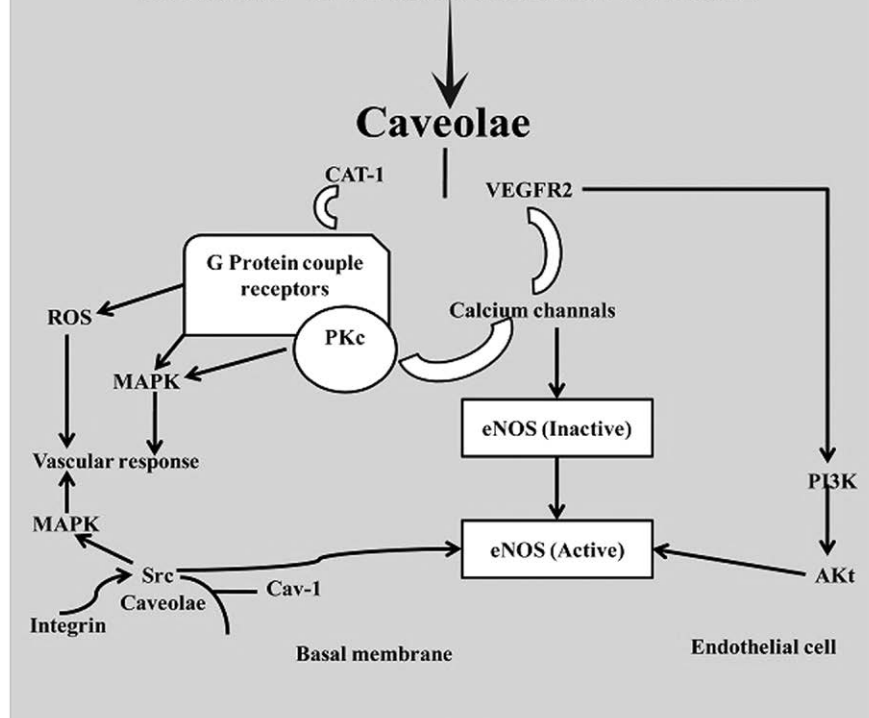 Caveolae
CAT-1
VEGFR2
G Protein couple
receptors
Calcium channals
ROS
PKc
MAPK
eNOS (Inactive)
Vascular response
PI3K
MAPK
eNOS (Active)
Src
AKt
Caveolae
Cav-1
Integrin
Basal membrane
Endothelial cell